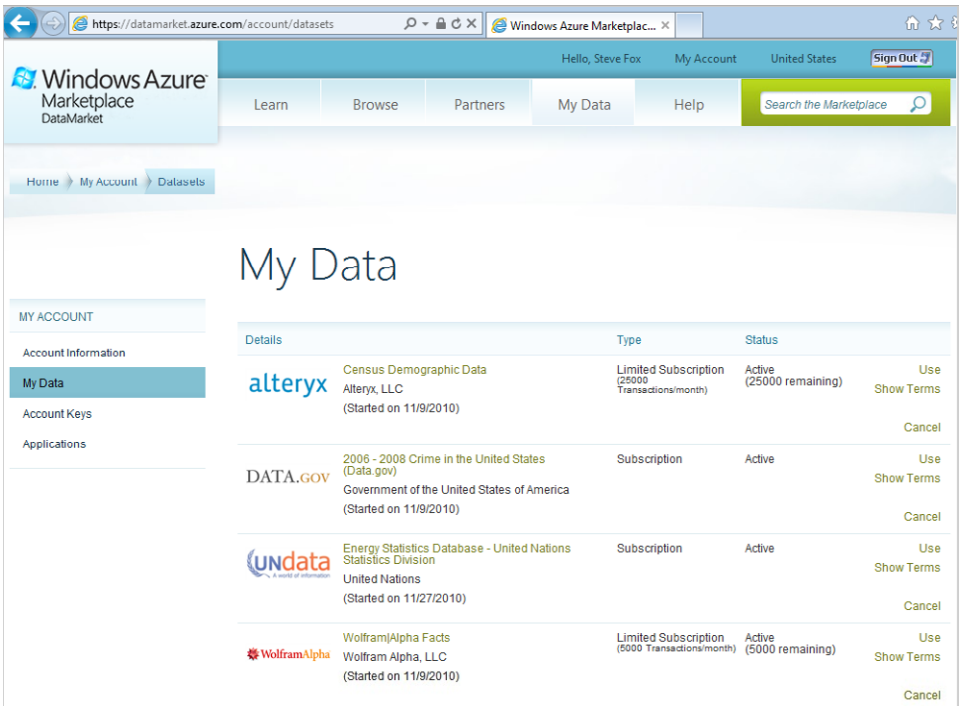 https://datamarket.azure.com/account/datasets
Windows Azure Marketplac...
Hello, Steve Fox My Account United States Sign Out
Windows Azure
Marketplace
DataMarket
Learn Browse Partners My Data Help Search the Marketplace
Home My Account Datasets
My Data
MY ACCOUNT
Account Information
My Data
Account Keys
Applications
Details Type Status
alteryx
Census Demographic Data
Alteryx, LLC
(Started on 11/9/2010)
Limited Subscription
(25000
Transactions/month)
Active
(25000 remaining)
Use
Show Terms
Cancel
DATA.GOV
2006 - 2008 Crime in the United States
(Data.gov)
Government of the United States of America
(Started on 11/9/2010)
Subscription
Active
Use
Show Terms
Cancel
UNdata
A world of information
Energy Statistics Database - United Nations
Statistics Division
United Nations
(Started on 11/27/2010)
Subscription
Active
Use
Show Terms
Cancel
WolframAlpha
Wolfram|Alpha Facts
Wolfram Alpha, LLC
(Started on 11/9/2010)
Limited Subscription
(5000 Transactions/month)
Active
(5000 remaining)
Use
Show Terms
Cancel